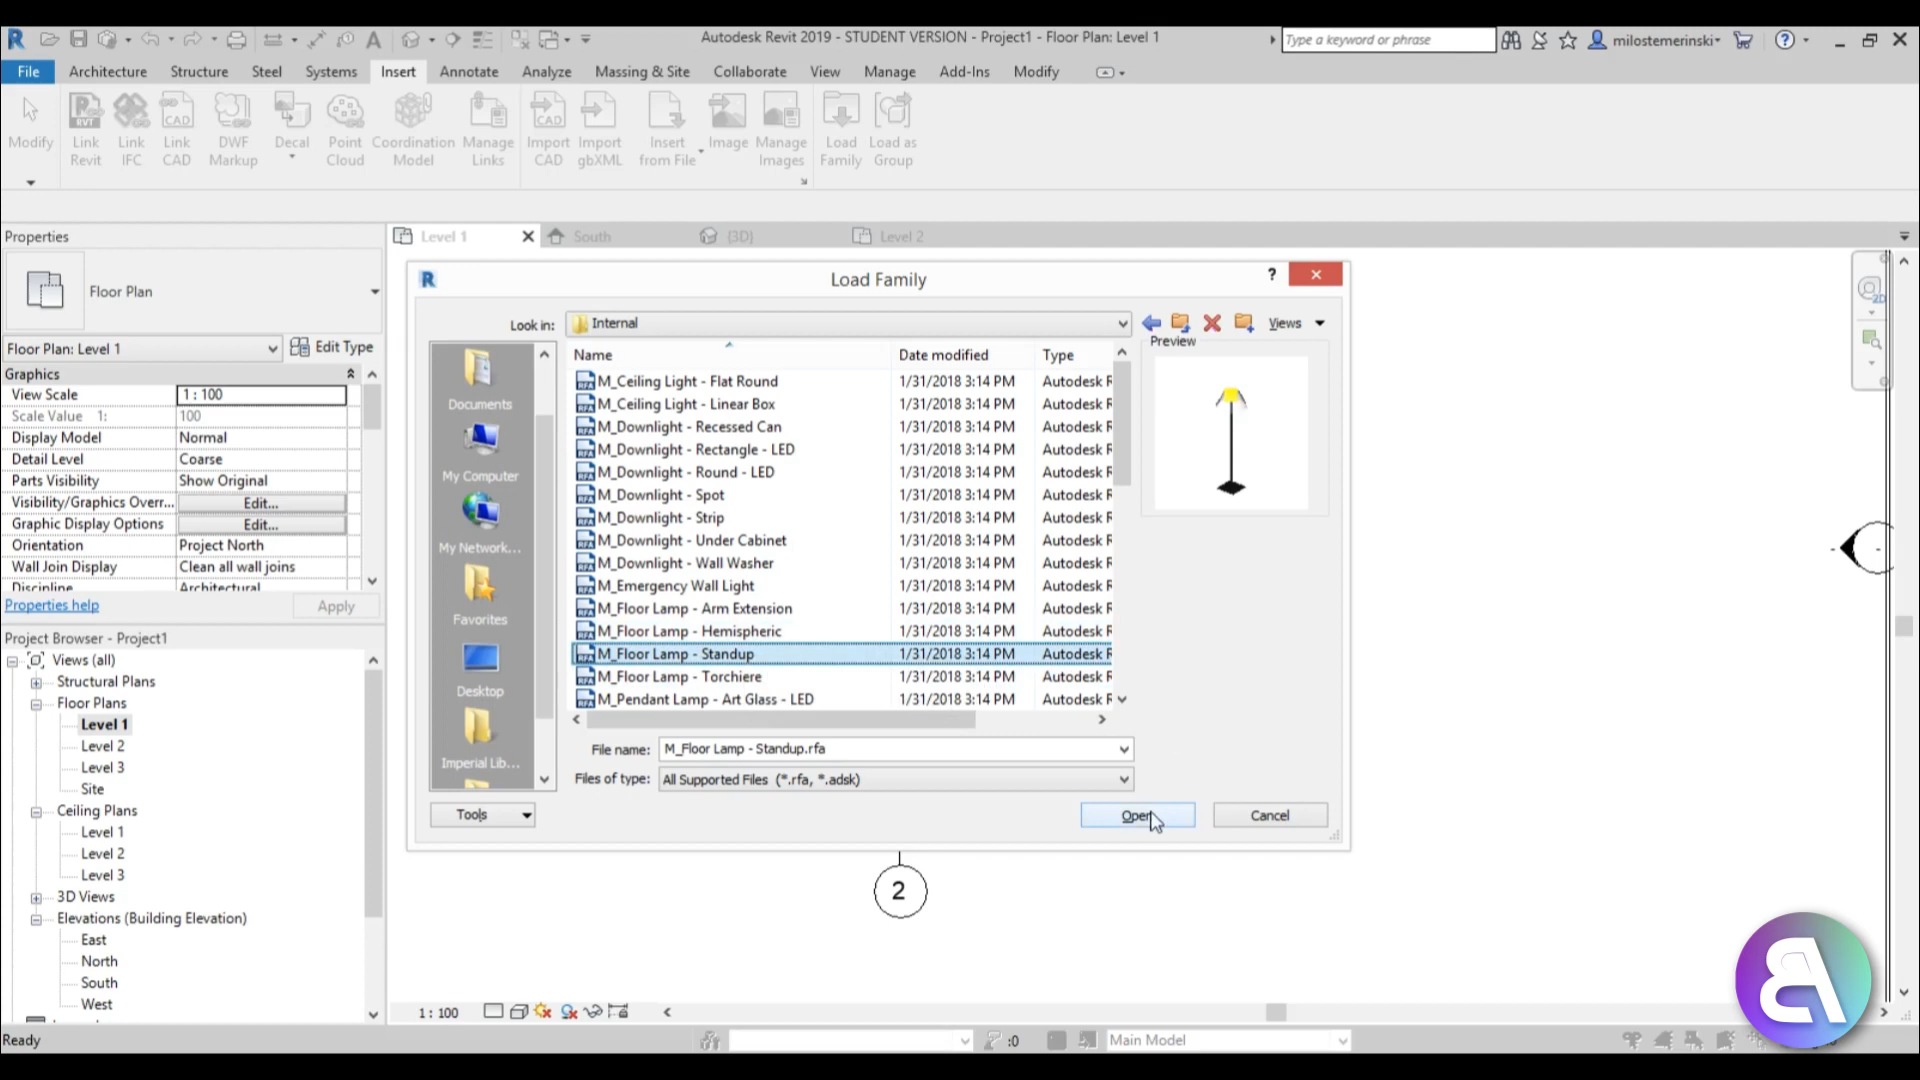 Autodesk Revit 2019 - STUDENT VERSION - Project1 - Floor Plan: Level 1
Type a keyword or phrase
milostemerinski
File Architecture Structure Steel Systems Insert Annotate Analyze Massing & Site Collaborate View Manage Add-Ins Modify
Modify
Link Revit
Link IFC
Link CAD
DWF Markup
Decal
Point Cloud
Coordination Model
Manage Links
Import CAD
Import gbXML
Insert from File
Image
Manage Images
Load Family
Load as Group
Properties
Level 1
South
{3D}
Level 2
Floor Plan
Floor Plan: Level 1
Edit Type
Graphics
View Scale 1 : 100
Scale Value 1: 100
Display Model Normal
Detail Level Coarse
Parts Visibility Show Original
Visibility/Graphics Overr... Edit...
Graphic Display Options Edit...
Orientation Project North
Wall Join Display Clean all wall joins
Discipline Architectural
Properties help
Apply
Project Browser - Project1
Views (all)
Structural Plans
Floor Plans
Level 1
Level 2
Level 3
Site
Ceiling Plans
Level 1
Level 2
Level 3
3D Views
Elevations (Building Elevation)
East
North
South
West
Load Family
?
Look in: Internal
Views
Documents
My Computer
My Network...
Favorites
Desktop
Imperial Lib...
Name Date modified Type
M_Ceiling Light - Flat Round 1/31/2018 3:14 PM Autodesk R
M_Ceiling Light - Linear Box 1/31/2018 3:14 PM Autodesk R
M_Downlight - Recessed Can 1/31/2018 3:14 PM Autodesk R
M_Downlight - Rectangle - LED 1/31/2018 3:14 PM Autodesk R
M_Downlight - Round - LED 1/31/2018 3:14 PM Autodesk R
M_Downlight - Spot 1/31/2018 3:14 PM Autodesk R
M_Downlight - Strip 1/31/2018 3:14 PM Autodesk R
M_Downlight - Under Cabinet 1/31/2018 3:14 PM Autodesk R
M_Downlight - Wall Washer 1/31/2018 3:14 PM Autodesk R
M_Emergency Wall Light 1/31/2018 3:14 PM Autodesk R
M_Floor Lamp - Arm Extension 1/31/2018 3:14 PM Autodesk R
M_Floor Lamp - Hemispheric 1/31/2018 3:14 PM Autodesk R
M_Floor Lamp - Standup 1/31/2018 3:14 PM Autodesk R
M_Floor Lamp - Torchiere 1/31/2018 3:14 PM Autodesk R
M_Pendant Lamp - Art Glass - LED 1/31/2018 3:14 PM Autodesk R
Preview
File name: M_Floor Lamp - Standup.rfa
Files of type: All Supported Files (*.rfa, *.adsk)
Tools
Open
Cancel
2
1 : 100
Ready
:0
Main Model